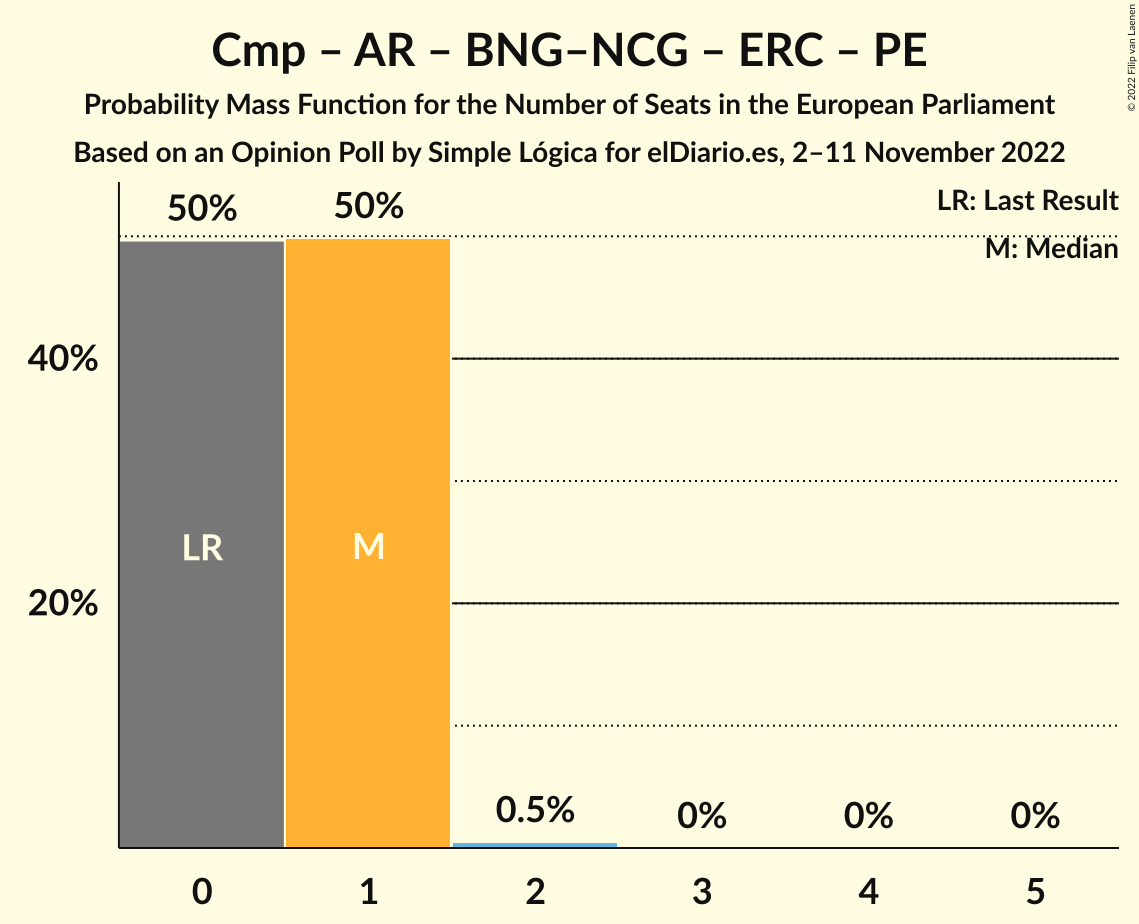 Cmp – AR – BNG–NCG – ERC – PE
Probability Mass Function for the Number of Seats in the European Parliament
Based on an Opinion Poll by Simple Lógica for elDiario.es, 2–11 November 2022
© 2022 Filip van Laenen
LR: Last Result
M: Median
50%
50%
40%
20%
LR
M
0.5%
0%
0%
0%
0
1
2
3
4
5